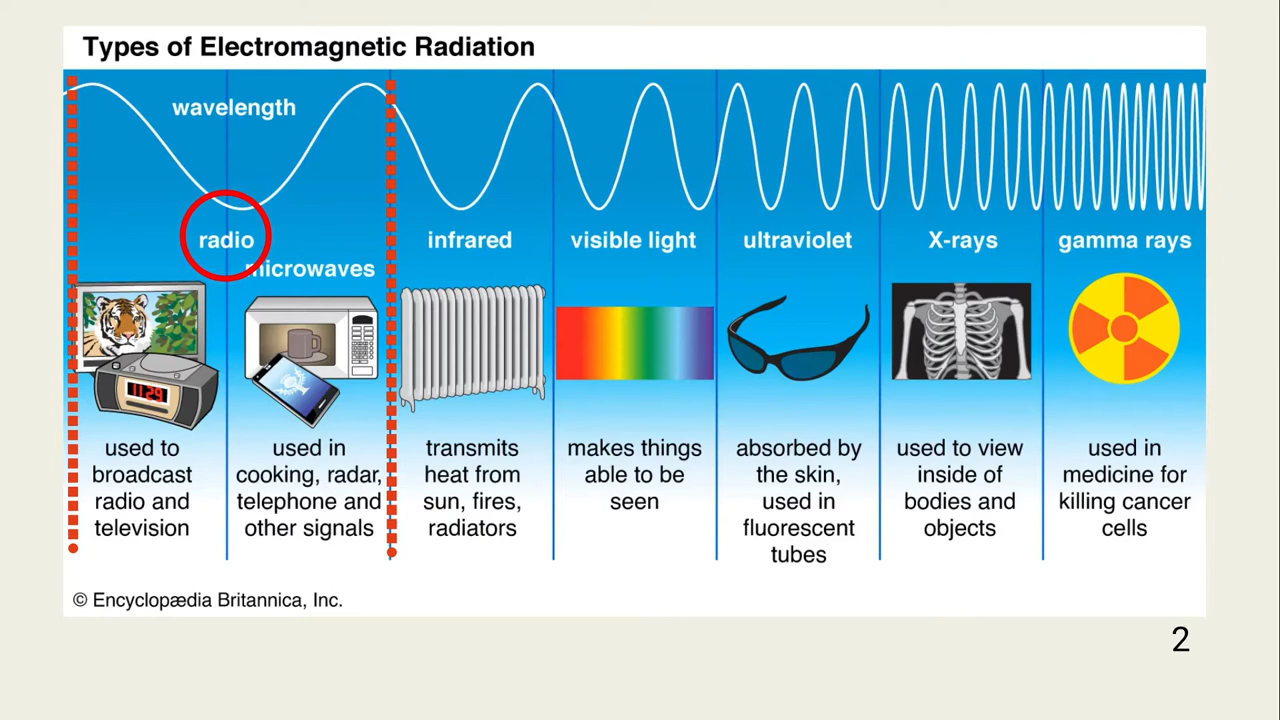 Types of Electromagnetic Radiation
wavelength
radio
microwaves
infrared
visible light
ultraviolet
X-rays
gamma rays
11:29
used to
broadcast
radio and
television
used in
cooking, radar,
telephone and
other signals
transmits
heat from
sun, fires,
radiators
makes things
able to be
seen
absorbed by
the skin,
used in
fluorescent
tubes
used to view
inside of
bodies and
objects
used in
medicine for
killing cancer
cells
© Encyclopædia Britannica, Inc.
2